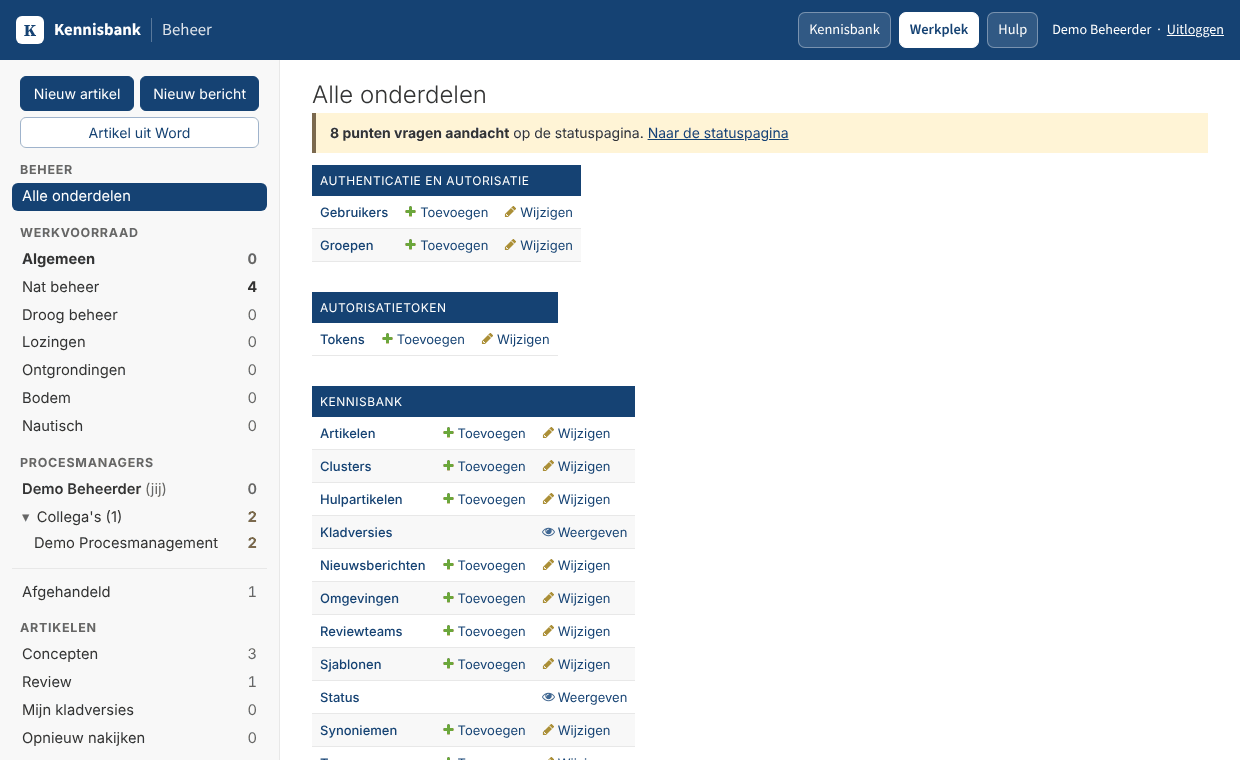 K Kennisbank Beheer Kennisbank Werkplek Hulp Demo Beheerder · Uitloggen
Nieuw artikel Nieuw bericht
Artikel uit Word
BEHEER
Alle onderdelen
WERKVOORRAAD
Algemeen 0
Nat beheer 4
Droog beheer 0
Lozingen 0
Ontgrondingen 0
Bodem 0
Nautisch 0
PROCESMANAGERS
Demo Beheerder (jij) 0
▾ Collega's (1) 2
Demo Procesmanagement 2
Afgehandeld 1
ARTIKELEN
Concepten 3
Review 1
Mijn kladversies 0
Opnieuw nakijken 0
Alle onderdelen
8 punten vragen aandacht op de statuspagina. Naar de statuspagina
AUTHENTICATIE EN AUTORISATIE
Gebruikers Toevoegen Wijzigen
Groepen Toevoegen Wijzigen
AUTORISATIETOKEN
Tokens Toevoegen Wijzigen
KENNISBANK
Artikelen Toevoegen Wijzigen
Clusters Toevoegen Wijzigen
Hulpartikelen Toevoegen Wijzigen
Kladversies Weergeven
Nieuwsberichten Toevoegen Wijzigen
Omgevingen Toevoegen Wijzigen
Reviewteams Toevoegen Wijzigen
Sjablonen Toevoegen Wijzigen
Status Weergeven
Synoniemen Toevoegen Wijzigen